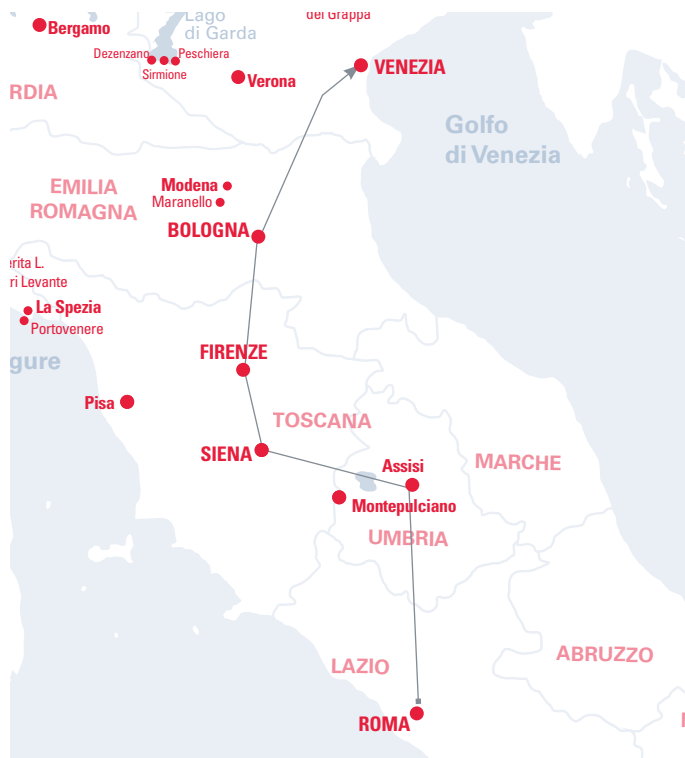 del Grappa
Lago
di Garda
Bergamo
Dezenzano
Peschiera
Sirmione
Verona
VENEZIA
RDIA
Golfo
di Venezia
EMILIA
ROMAGNA
Modena
Maranello
BOLOGNA
erita L.
ri Levante
La Spezia
Portovenere
gure
FIRENZE
Pisa
TOSCANA
SIENA
Assisi
MARCHE
Montepulciano
UMBRIA
LAZIO
ABRUZZO
ROMA